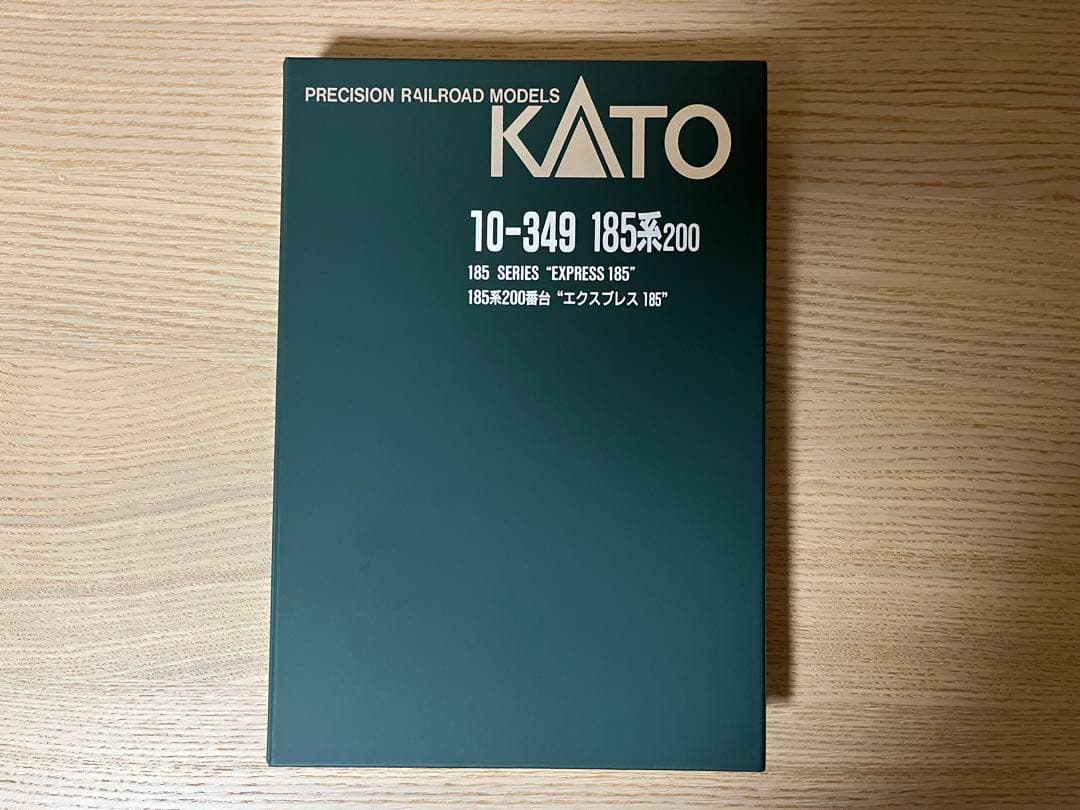 PRECISION RAILROAD MODELS
KATO
10-349 185系200
185 SERIES "EXPRESS 185"
185系200番台 "エクスプレス 185"